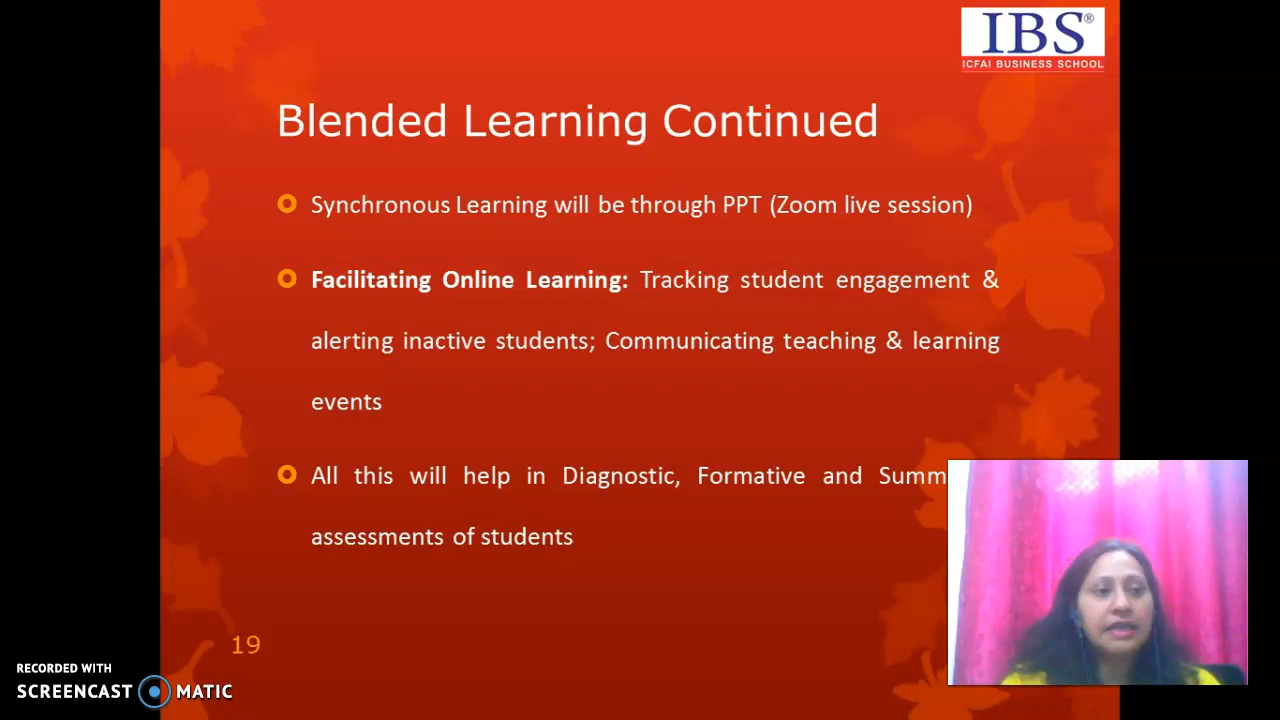 IBS®
ICFAI BUSINESS SCHOOL
Blended Learning Continued
Synchronous Learning will be through PPT (Zoom live session)
Facilitating Online Learning: Tracking student engagement &
alerting inactive students; Communicating teaching & learning
events
All this will help in Diagnostic, Formative and
assessments of students
19
RECORDED WITH
SCREENCAST MATIC